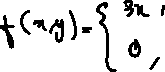 f(x,y)={ 3x,
0,